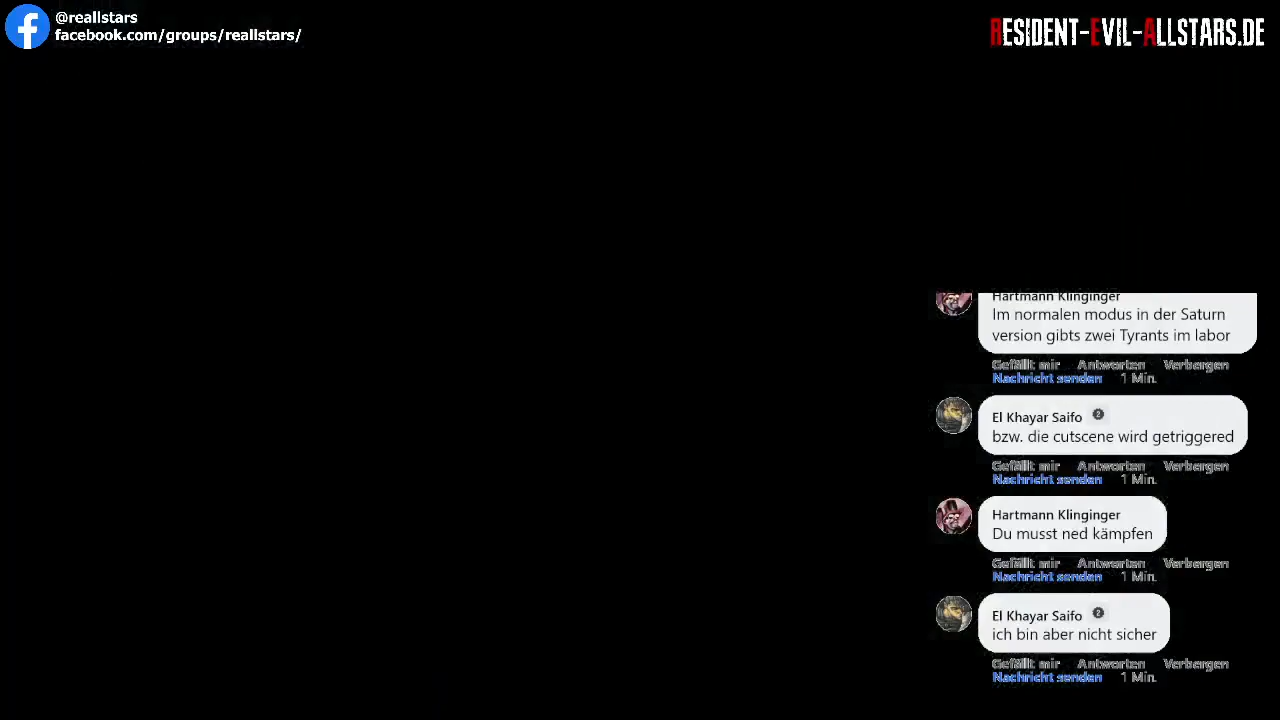 @reallstars
facebook.com/groups/reallstars/
RESIDENT-EVIL-ALLSTARS.DE
Hartmann Klinginger
Im normalen modus in der Saturn
version gibts zwei Tyrants im labor
Gefällt mir Antworten Verbergen
Nachricht senden 1 Min.
El Khayar Saifo 2
bzw. die cutscene wird getriggered
Gefällt mir Antworten Verbergen
Nachricht senden 1 Min.
Hartmann Klinginger
Du musst ned kämpfen
Gefällt mir Antworten Verbergen
Nachricht senden 1 Min.
El Khayar Saifo 2
ich bin aber nicht sicher
Gefällt mir Antworten Verbergen
Nachricht senden 1 Min.